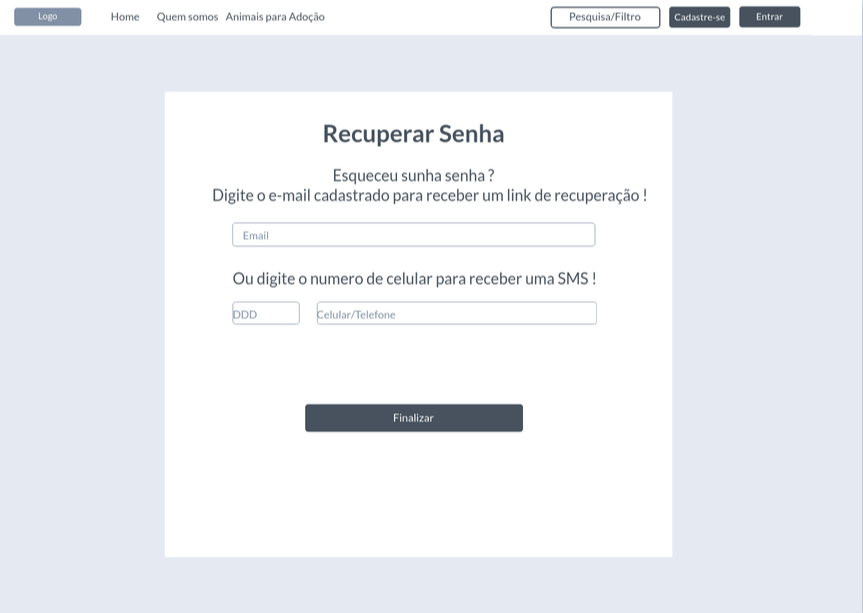 Logo Home Quem somos Animais para Adoção Pesquisa/Filtro Cadastre-se Entrar
Recuperar Senha
Esqueceu sunha senha ?
Digite o e-mail cadastrado para receber um link de recuperação !
Email
Ou digite o numero de celular para receber uma SMS !
DDD Celular/Telefone
Finalizar